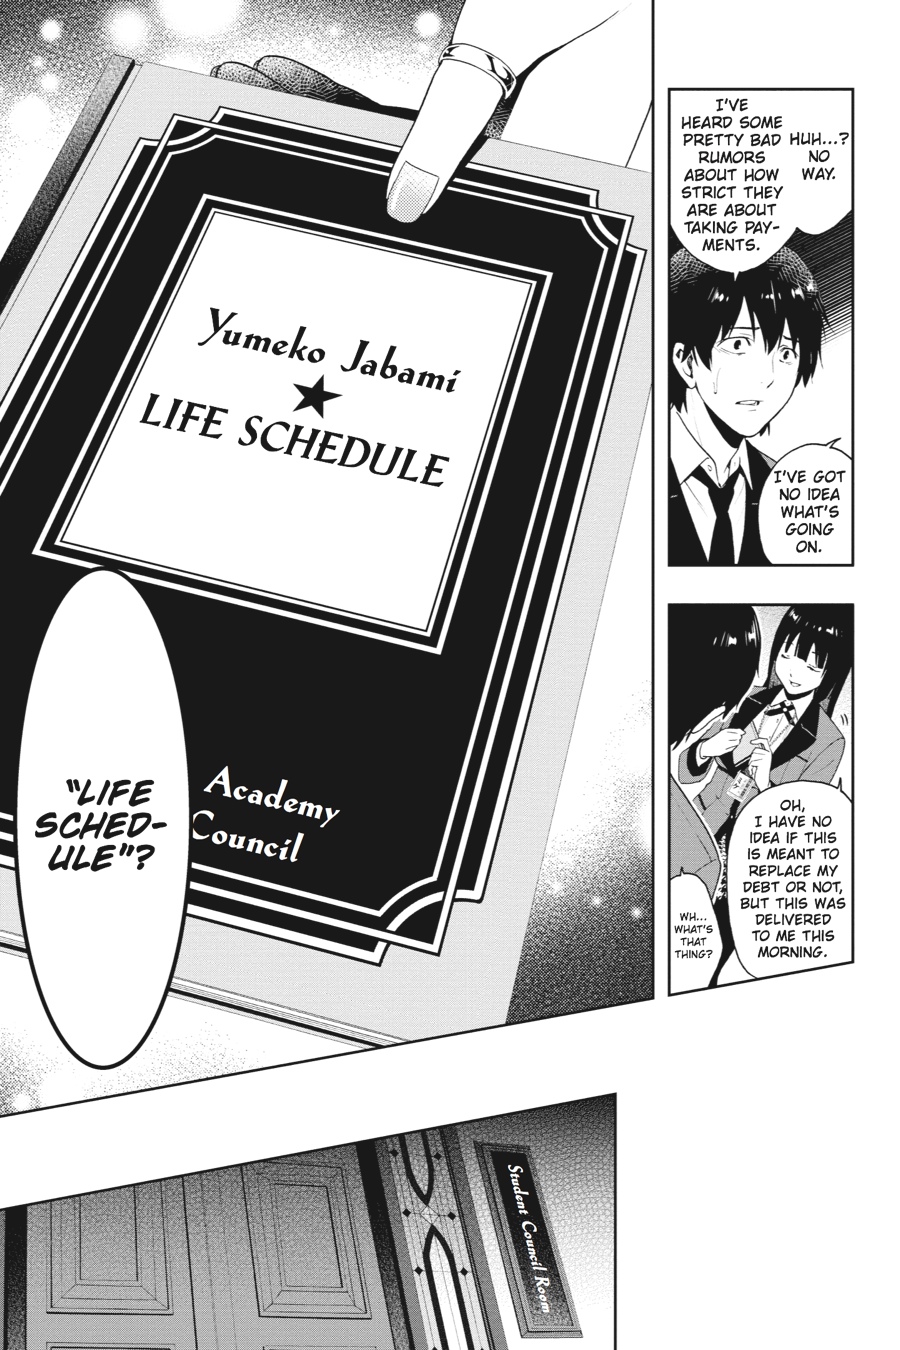 HUH...?
NO
WAY.
I'VE
HEARD SOME
PRETTY BAD
RUMORS
ABOUT HOW
STRICT THEY
ARE ABOUT
TAKING PAY-
MENTS.
I'VE GOT
NO IDEA
WHAT'S
GOING
ON.
OH,
I HAVE NO
IDEA IF THIS
IS MEANT TO
REPLACE MY
DEBT OR NOT,
BUT THIS WAS
DELIVERED
TO ME THIS
MORNING.
WH...
WHAT'S
THAT
THING?
Yumeko Jabami
★
LIFE SCHEDULE
Academy
Council
"LIFE
SCHED-
ULE"?
Student Council Room